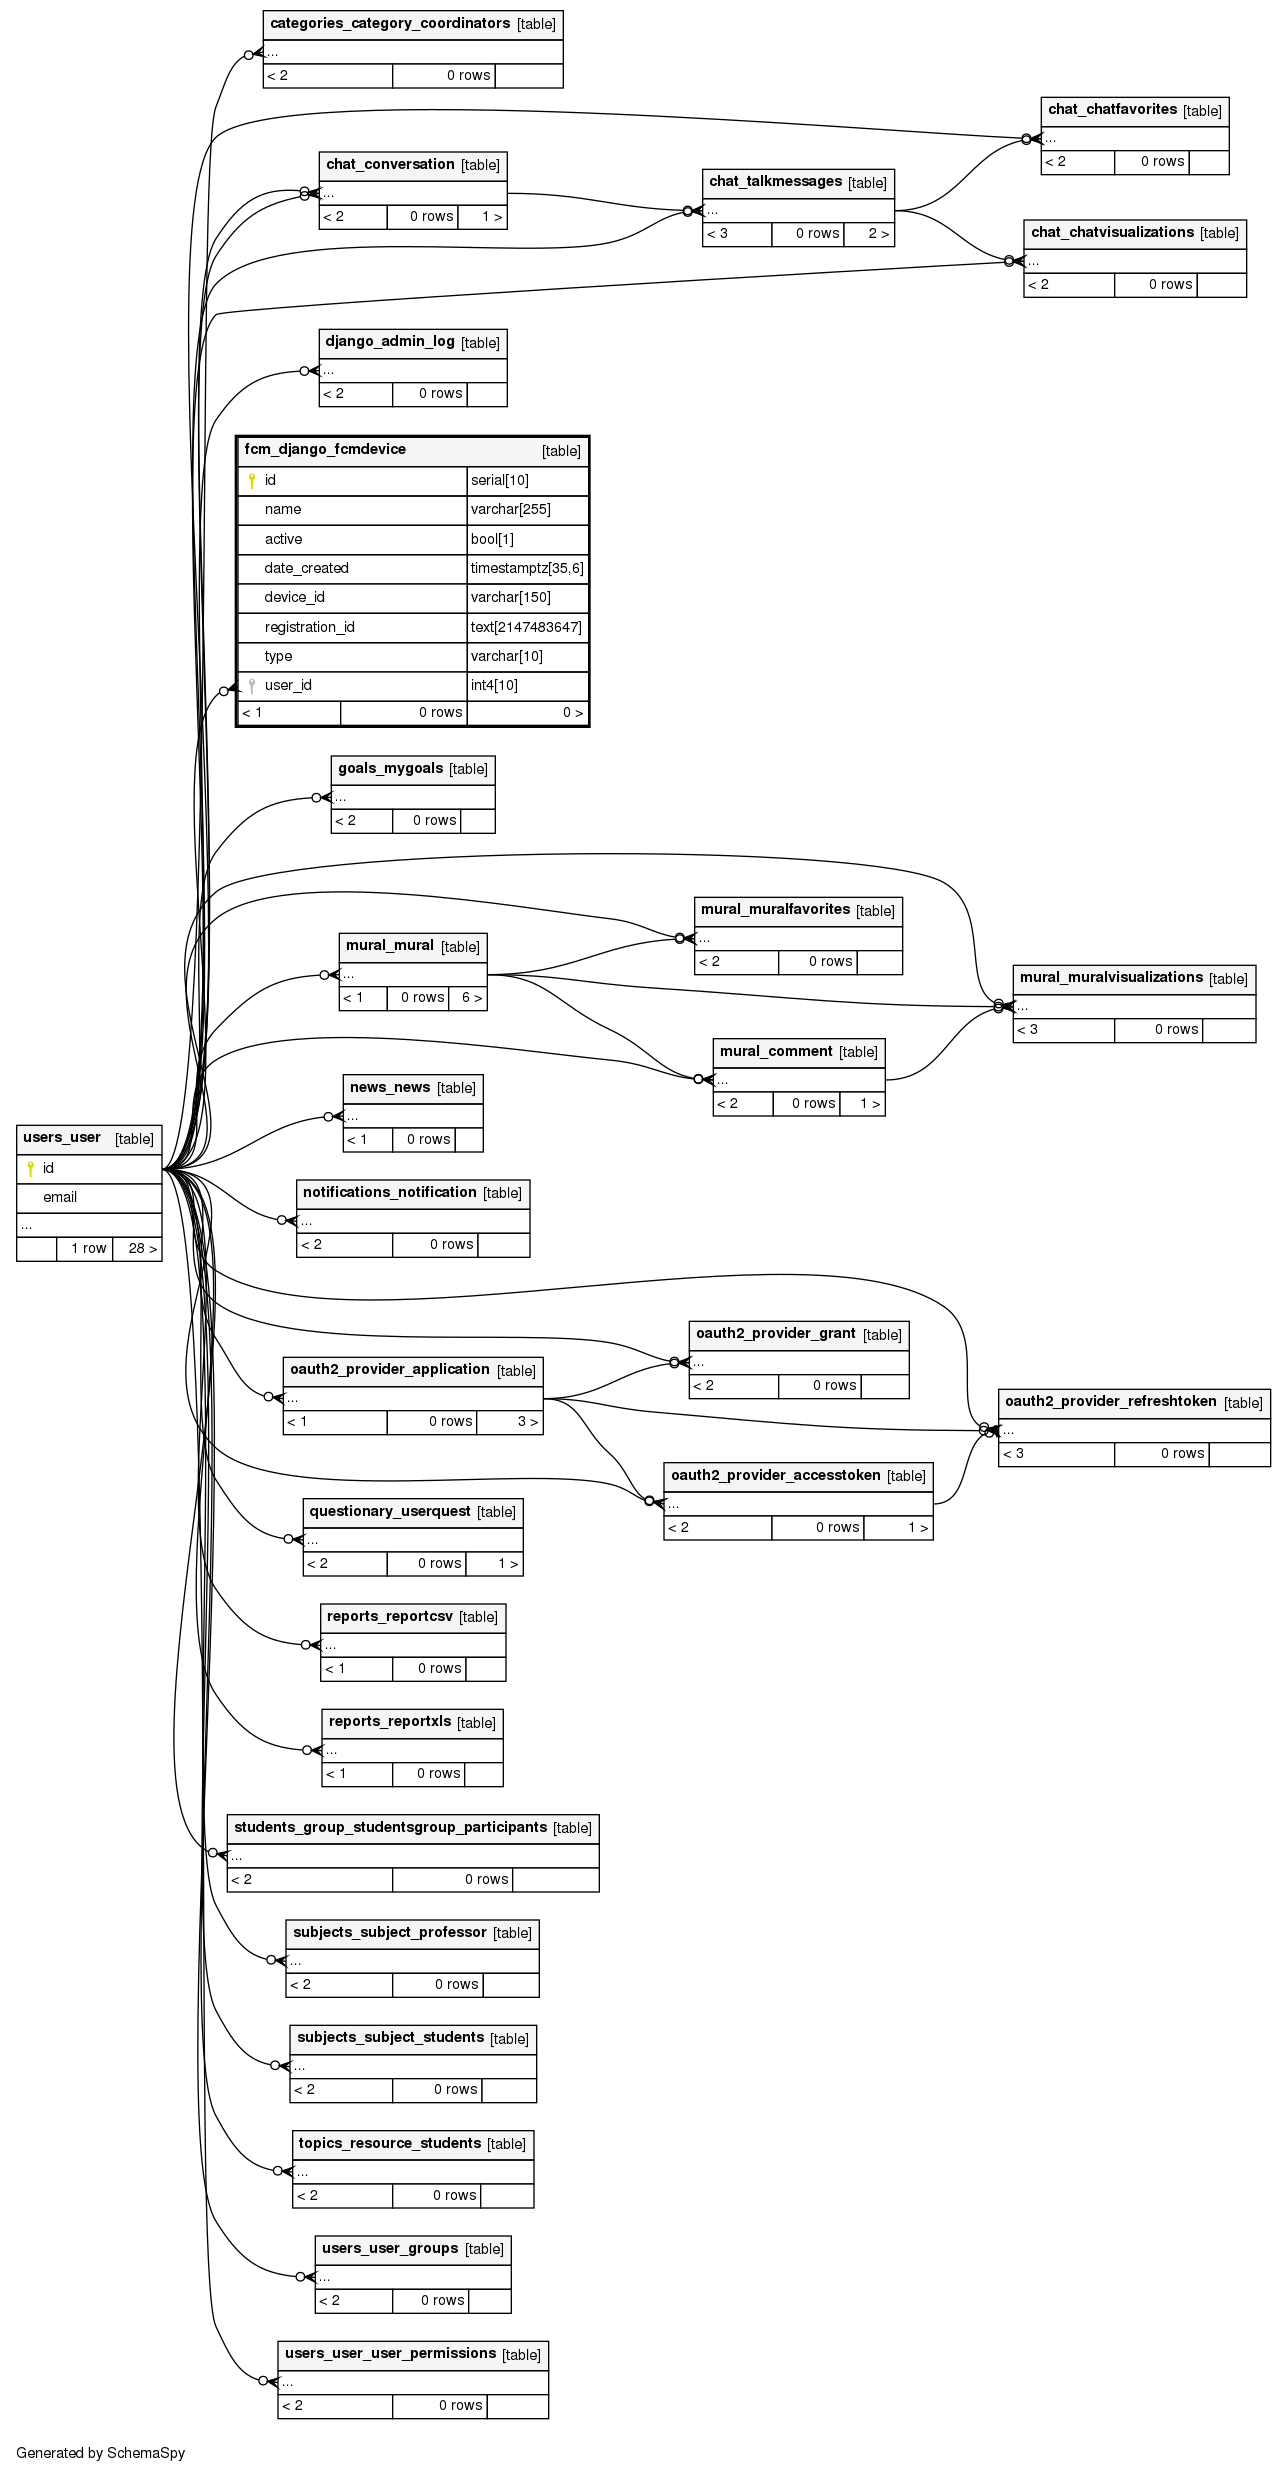 categories_category_coordinators [table]
...
< 2 0 rows
chat_chatfavorites [table]
...
< 2 0 rows
chat_conversation [table]
...
< 2 0 rows 1 >
chat_talkmessages [table]
...
< 3 0 rows 2 >
chat_chatvisualizations [table]
...
< 2 0 rows
django_admin_log [table]
...
< 2 0 rows
fcm_django_fcmdevice [table]
id serial[10]
name varchar[255]
active bool[1]
date_created timestamptz[35,6]
device_id varchar[150]
registration_id text[2147483647]
type varchar[10]
user_id int4[10]
< 1 0 rows 0 >
goals_mygoals [table]
...
< 2 0 rows
mural_muralfavorites [table]
...
< 2 0 rows
mural_mural [table]
...
< 1 0 rows 6 >
mural_muralvisualizations [table]
...
< 3 0 rows
mural_comment [table]
...
< 2 0 rows 1 >
news_news [table]
...
< 1 0 rows
users_user [table]
id
email
...
1 row 28 >
notifications_notification [table]
...
< 2 0 rows
oauth2_provider_grant [table]
...
< 2 0 rows
oauth2_provider_application [table]
...
< 1 0 rows 3 >
oauth2_provider_refreshtoken [table]
...
< 3 0 rows
oauth2_provider_accesstoken [table]
...
< 2 0 rows 1 >
questionary_userquest [table]
...
< 2 0 rows 1 >
reports_reportcsv [table]
...
< 1 0 rows
reports_reportxls [table]
...
< 1 0 rows
students_group_studentsgroup_participants [table]
...
< 2 0 rows
subjects_subject_professor [table]
...
< 2 0 rows
subjects_subject_students [table]
...
< 2 0 rows
topics_resource_students [table]
...
< 2 0 rows
users_user_groups [table]
...
< 2 0 rows
users_user_user_permissions [table]
...
< 2 0 rows
Generated by SchemaSpy